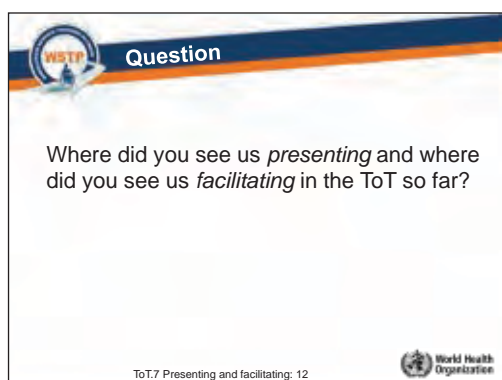 WSTP
Question
Where did you see us presenting and where
did you see us facilitating in the ToT so far?
ToT.7 Presenting and facilitating: 12
World Health
Organization